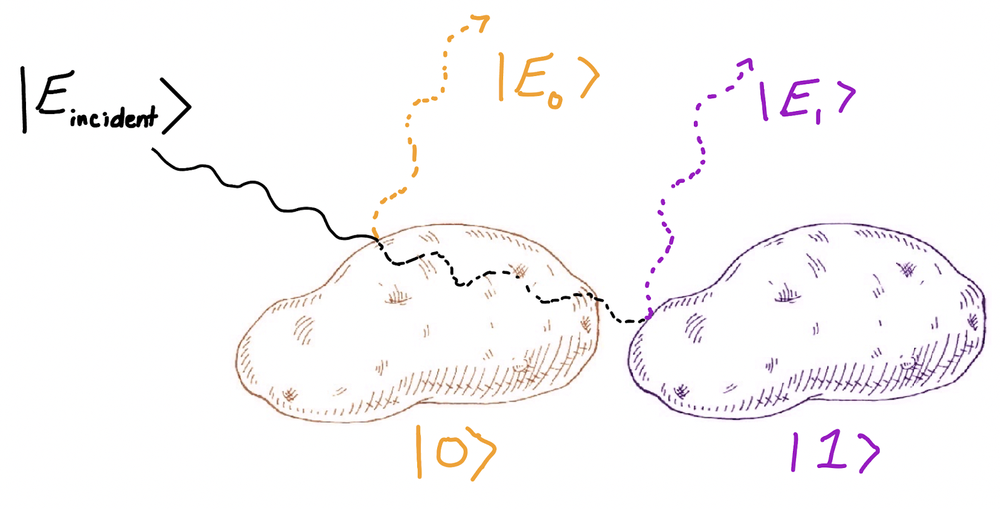 |E₀⟩
|E_incident⟩
|E₁⟩
|0⟩
|1⟩